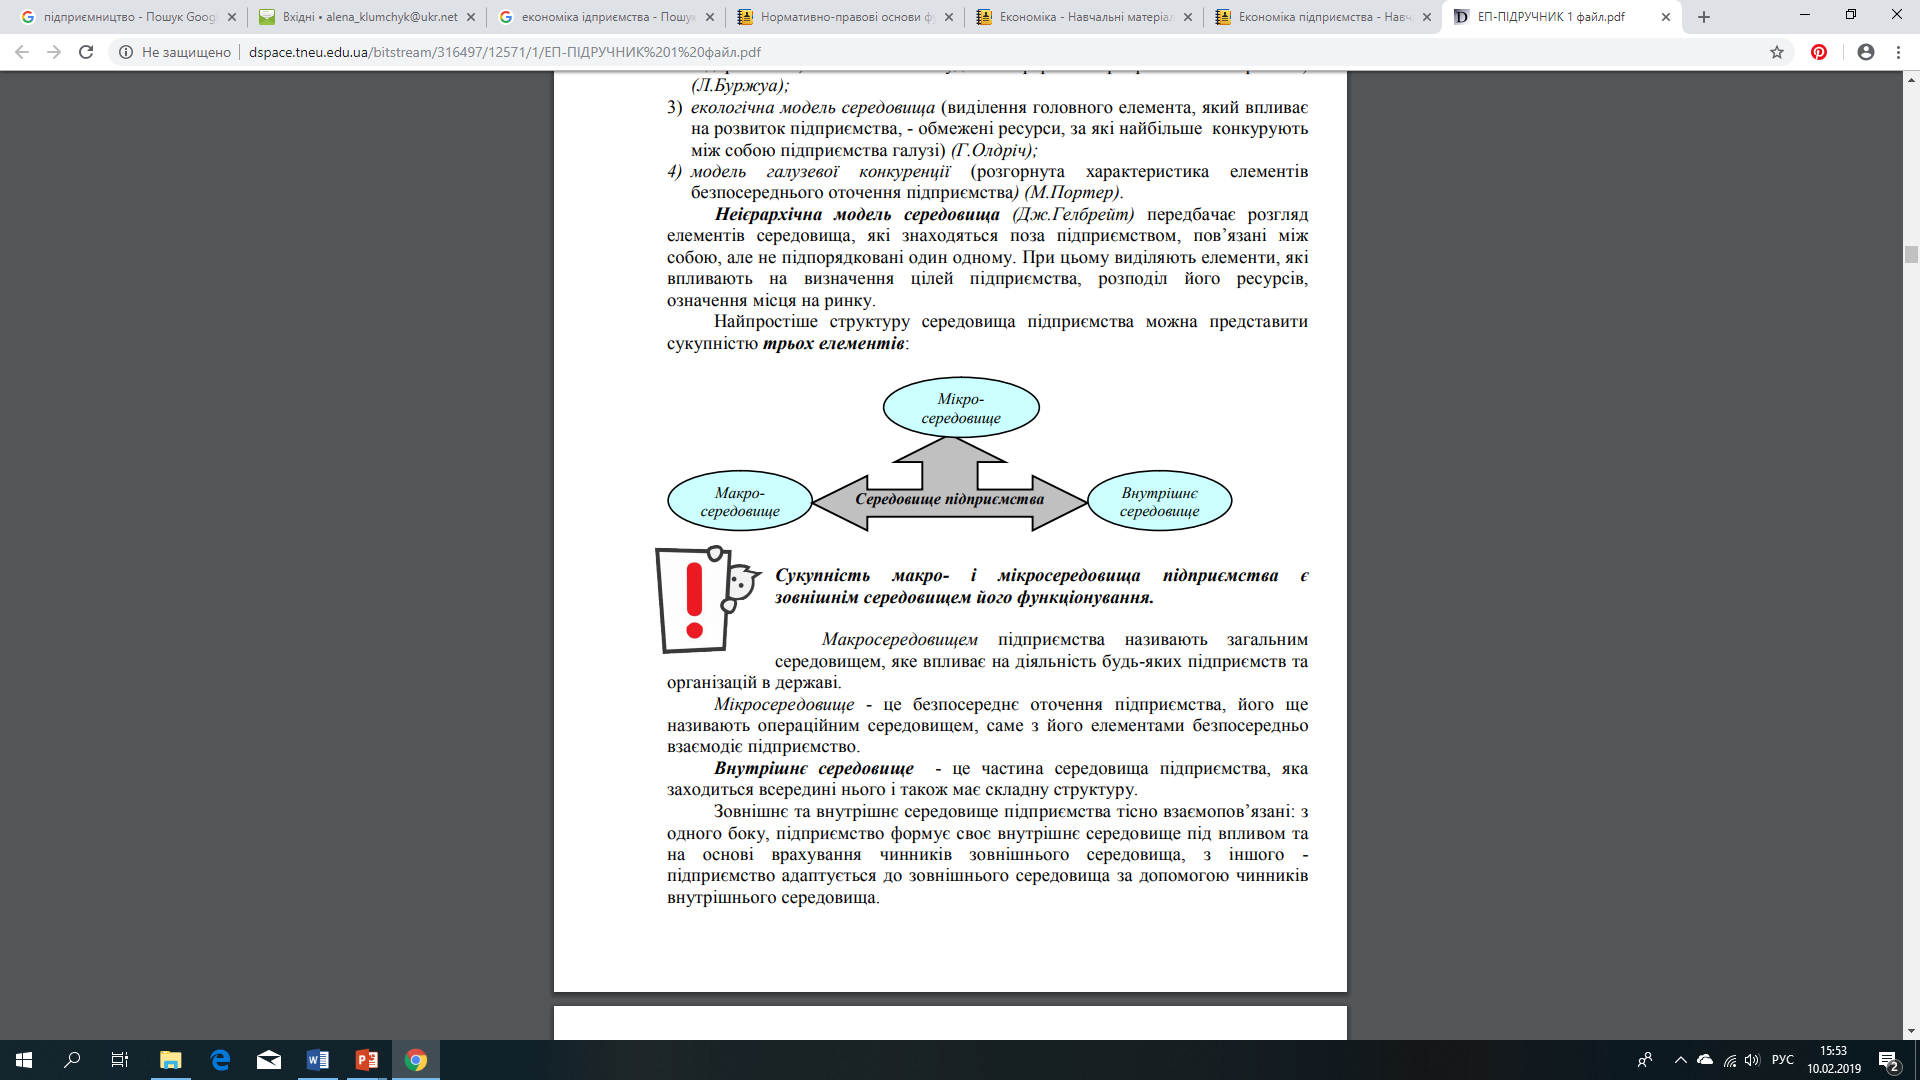 підприємництво - Пошук Goog
Вхідні • alena_klumchyk@ukr.net
економіка ідприємства - Пошук
Нормативно-правові основи ф
Економіка - Навчальні матеріал
Економіка підприємства - Навч
ЕП-ПІДРУЧНИК 1 файл.pdf
Не защищено
dspace.tneu.edu.ua/bitstream/316497/12571/1/ЕП-ПІДРУЧНИК%201%20файл.pdf
(Л.Буржуа);
3) екологічна модель середовища (виділення головного елемента, який впливає
на розвиток підприємства, - обмежені ресурси, за які найбільше конкурують
між собою підприємства галузі) (Г.Олдріч);
4) модель галузевої конкуренції (розгорнута характеристика елементів
безпосереднього оточення підприємства) (М.Портер).
Неієрархічна модель середовища (Дж.Гелбрейт) передбачає розгляд
елементів середовища, які знаходяться поза підприємством, пов’язані між
собою, але не підпорядковані один одному. При цьому виділяють елементи, які
впливають на визначення цілей підприємства, розподіл його ресурсів,
означення місця на ринку.
Найпростіше структуру середовища підприємства можна представити
сукупністю трьох елементів:
Мікро-
середовище
Макро-
середовище
Середовище підприємства
Внутрішнє
середовище
Сукупність макро- і мікросередовища підприємства є
зовнішнім середовищем його функціонування.
Макросередовищем підприємства називають загальним
середовищем, яке впливає на діяльність будь-яких підприємств та
організацій в державі.
Мікросередовище - це безпосереднє оточення підприємства, його ще
називають операційним середовищем, саме з його елементами безпосередньо
взаємодіє підприємство.
Внутрішнє середовище - це частина середовища підприємства, яка
заходиться всередині нього і також має складну структуру.
Зовнішнє та внутрішнє середовище підприємства тісно взаємопов’язані: з
одного боку, підприємство формує своє внутрішнє середовище під впливом та
на основі врахування чинників зовнішнього середовища, з іншого -
підприємство адаптується до зовнішнього середовища за допомогою чинників
внутрішнього середовища.
РУС
15:53
10.02.2019
2